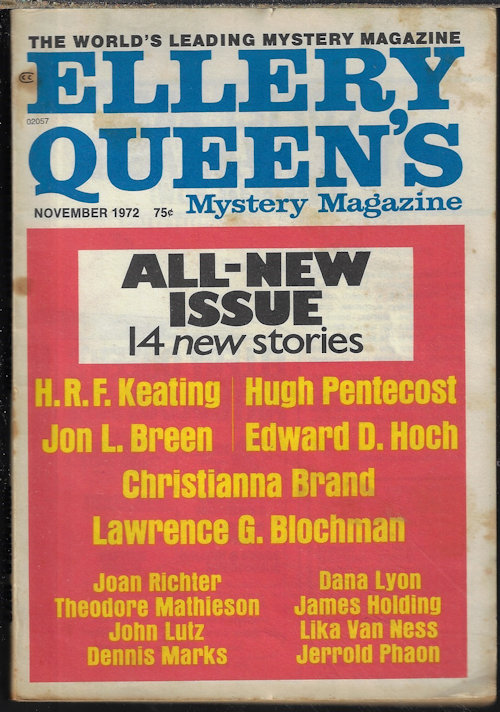 THE WORLD'S LEADING MYSTERY MAGAZINE
CC
ELLERY
02057
QUEEN'S
NOVEMBER 1972 75¢ Mystery Magazine
ALL-NEW
ISSUE
14 new stories
H.R.F. Keating Hugh Pentecost
Jon L. Breen Edward D. Hoch
Christianna Brand
Lawrence G. Blochman
Joan Richter Dana Lyon
Theodore Mathieson James Holding
John Lutz Lika Van Ness
Dennis Marks Jerrold Phaon